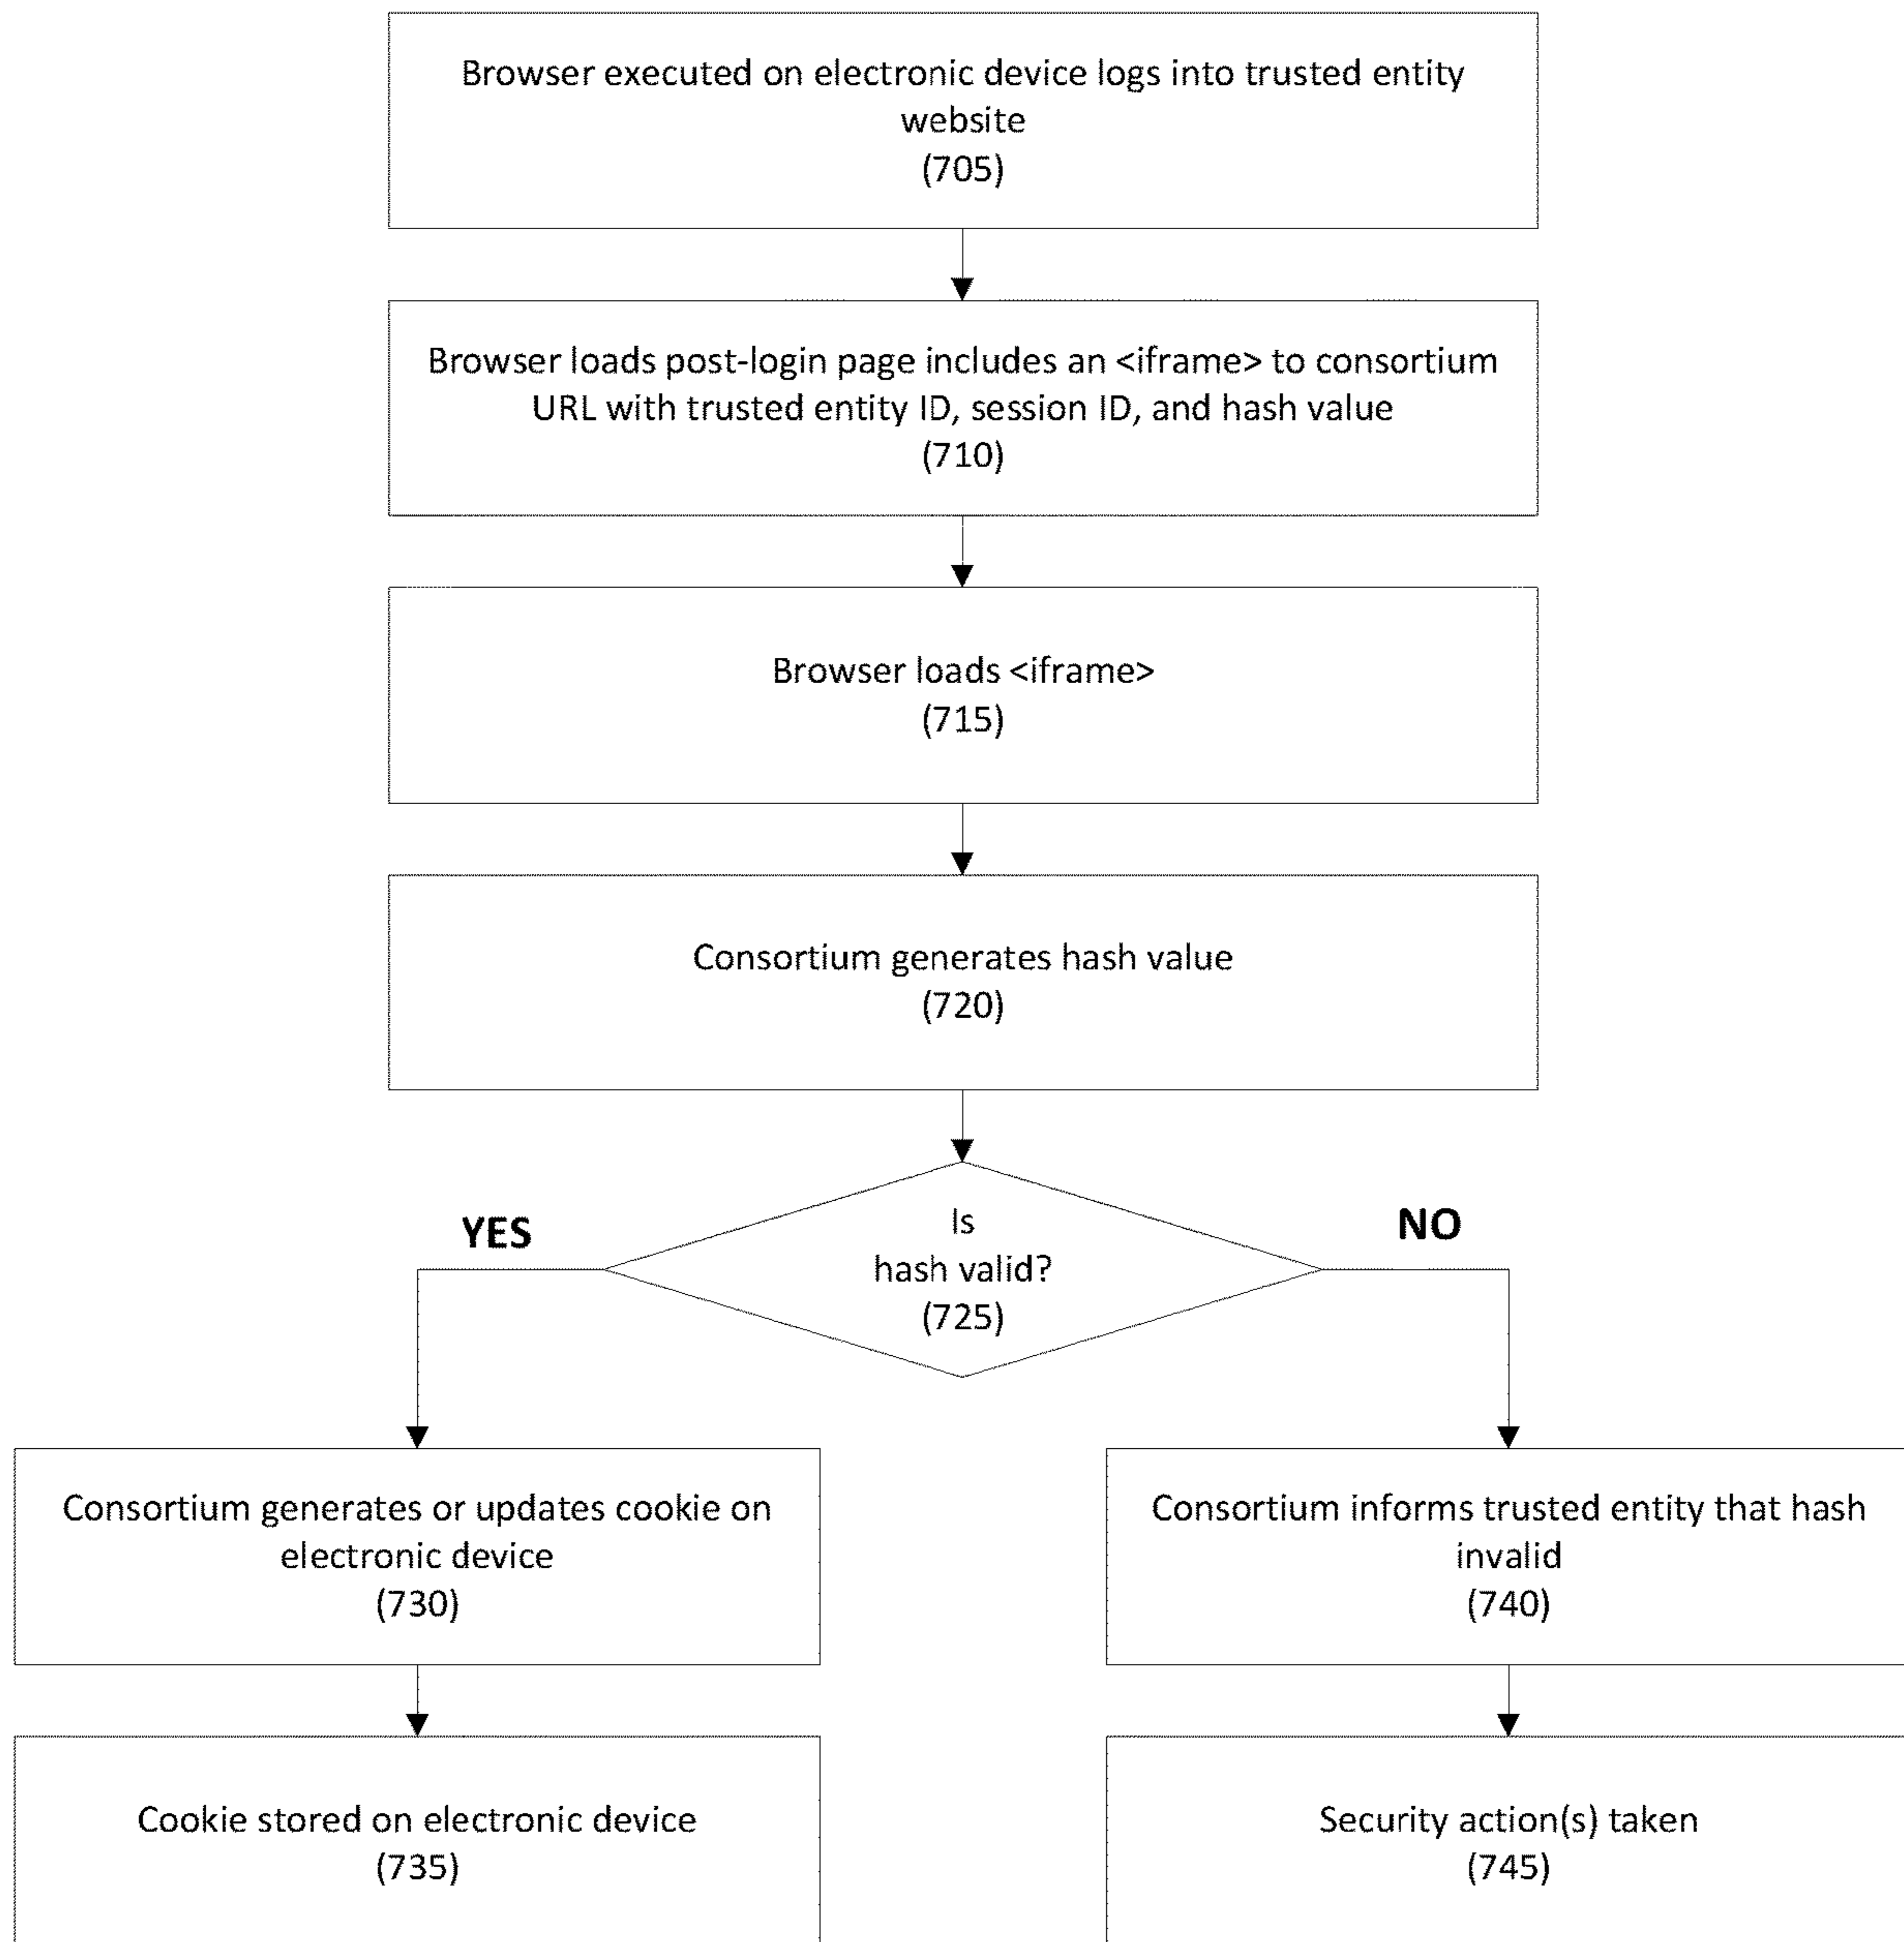 Browser executed on electronic device logs into trusted entity
website
(705)
Browser loads post-login page includes an <iframe> to consortium
URL with trusted entity ID, session ID, and hash value
(710)
Browser loads <iframe>
(715)
Consortium generates hash value
(720)
Is
hash valid?
(725)
YES
NO
Consortium generates or updates cookie on
electronic device
(730)
Consortium informs trusted entity that hash
invalid
(740)
Cookie stored on electronic device
(735)
Security action(s) taken
(745)